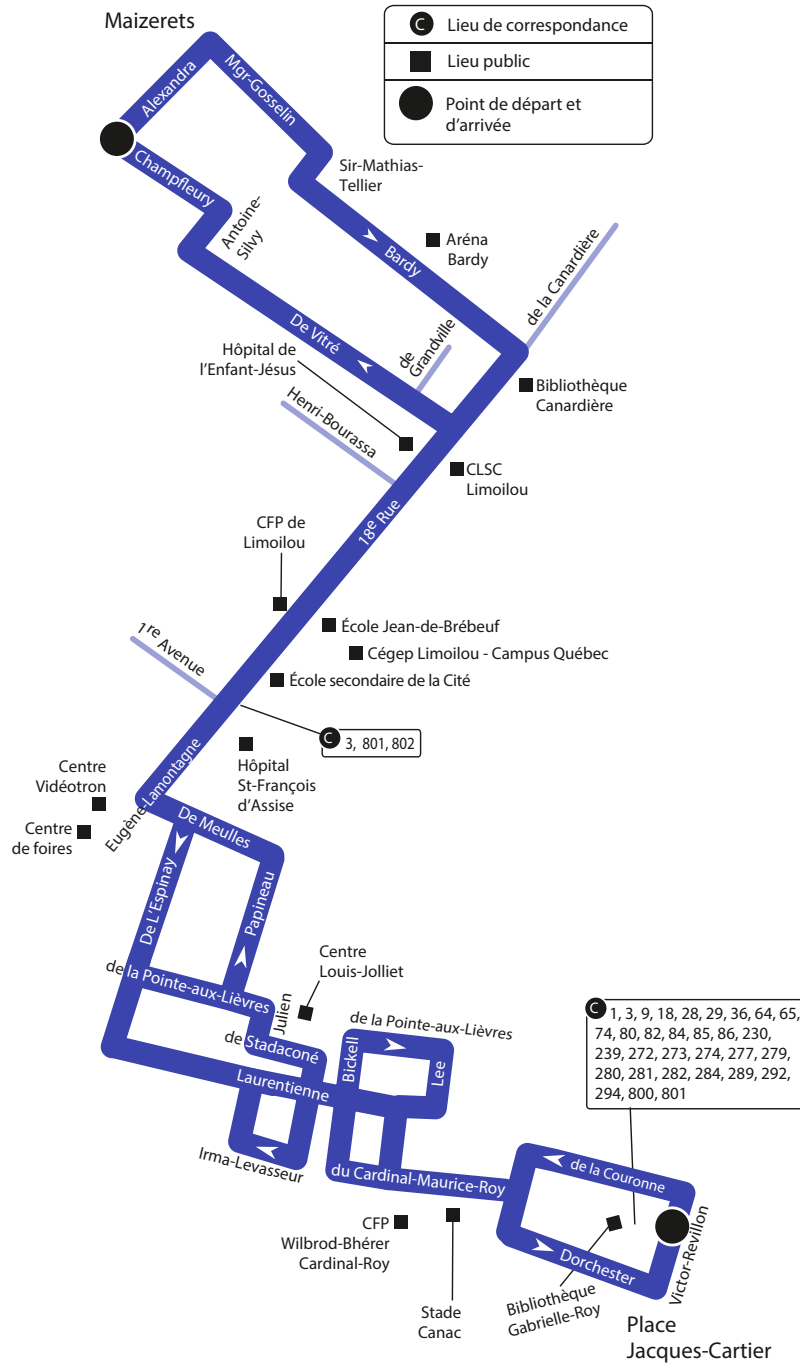 Maizerets
C Lieu de correspondance
Lieu public
Point de départ et
d'arrivée
Alexandra
Mgr-Gosselin
Champfleury
Sir-Mathias-
Tellier
Antoine-
Silvy
Bardy
Aréna
Bardy
de la Canardière
De Vitré
de
Grandville
Hôpital de
l'Enfant-Jésus
Bibliothèque
Canardière
Henri-Bourassa
CLSC
Limoilou
18e Rue
CFP de
Limoilou
École Jean-de-Brébeuf
Cégep Limoilou - Campus Québec
1re Avenue
École secondaire de la Cité
C 3, 801, 802
Hôpital
St-François
d'Assise
Centre
Vidéotron
Eugène-Lamontagne
Centre
de foires
De Meulles
De L'Espinay
Papineau
de la Pointe-aux-Lièvres
Julien
Centre
Louis-Jolliet
de Stadaconé
de la Pointe-aux-Lièvres
Bickell
Lee
Laurentienne
Irma-Levasseur
du Cardinal-Maurice-Roy
C 1, 3, 9, 18, 28, 29, 36, 64, 65,
74, 80, 82, 84, 85, 86, 230,
239, 272, 273, 274, 277, 279,
280, 281, 282, 284, 289, 292,
294, 800, 801
de la Couronne
CFP
Wilbrod-Bhérer
Cardinal-Roy
Stade
Canac
Dorchester
Victor-Revillon
Bibliothèque
Gabrielle-Roy
Place
Jacques-Cartier